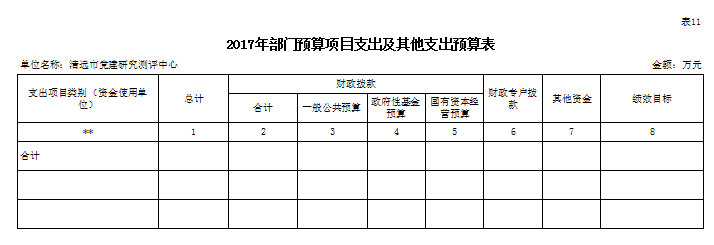 表11
2017年部门预算项目支出及其他支出预算表
单位名称：清远市党建研究测评中心 金额：万元
支出项目类别（资金使用单位） 总计 财政拨款 财政专户拨款 其他资金 绩效目标
合计 一般公共预算 政府性基金预算 国有资本经营预算
** 1 2 3 4 5 6 7 8
合计